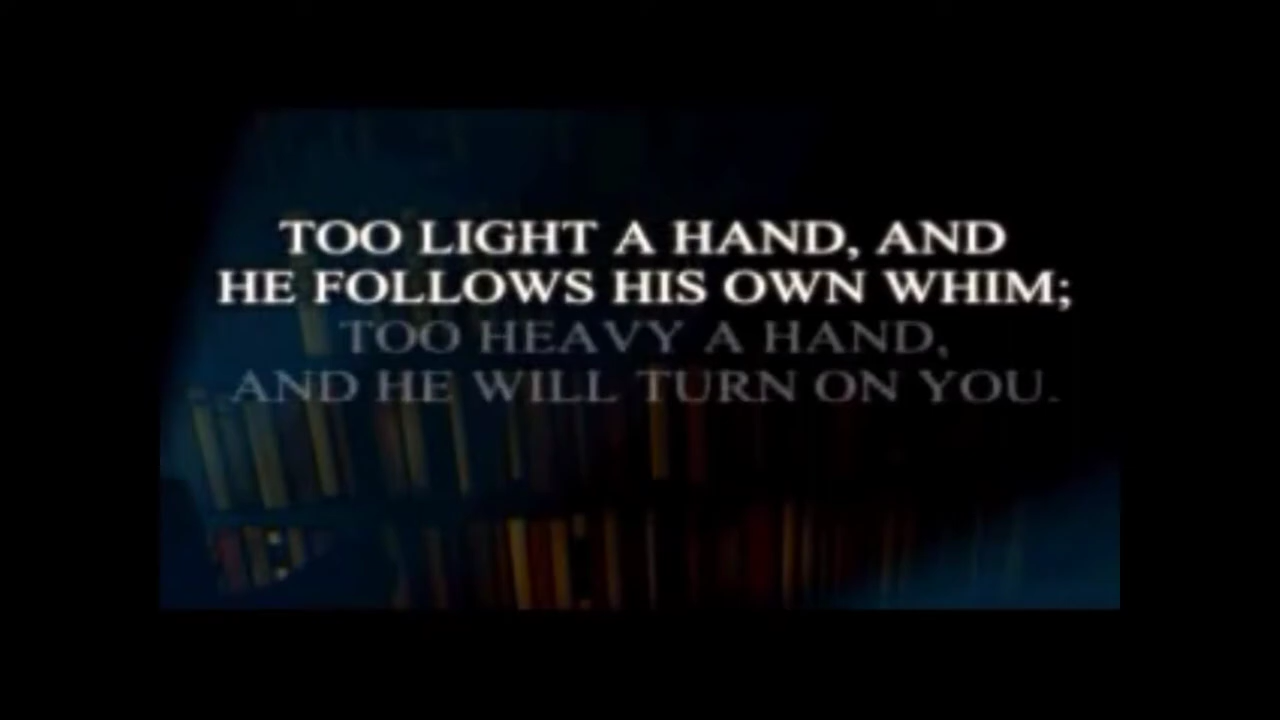 TOO LIGHT A HAND, AND
HE FOLLOWS HIS OWN WHIM;
TOO HEAVY A HAND,
AND HE WILL TURN ON YOU.